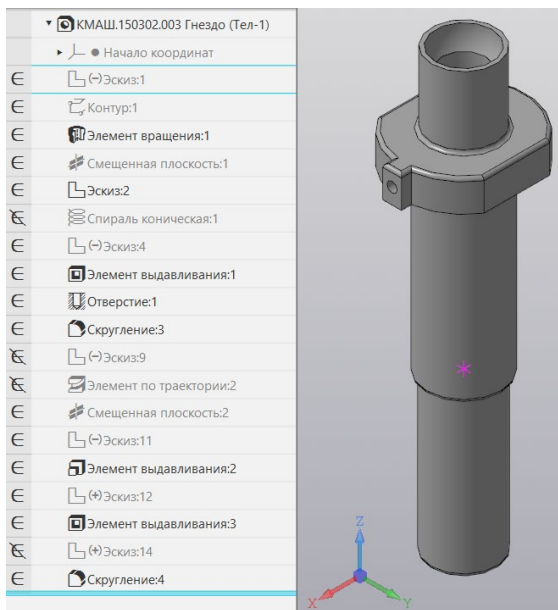 КМАШ.150302.003 Гнездо (Тел-1)
Начало координат
(-)Эскиз:1
Контур:1
Элемент вращения:1
Смещенная плоскость:1
Эскиз:2
Спираль коническая:1
(-)Эскиз:4
Элемент выдавливания:1
Отверстие:1
Скругление:3
(-)Эскиз:9
Элемент по траектории:2
Смещенная плоскость:2
(-)Эскиз:11
Элемент выдавливания:2
(+)Эскиз:12
Элемент выдавливания:3
(+)Эскиз:14
Скругление:4
Z
X
Y